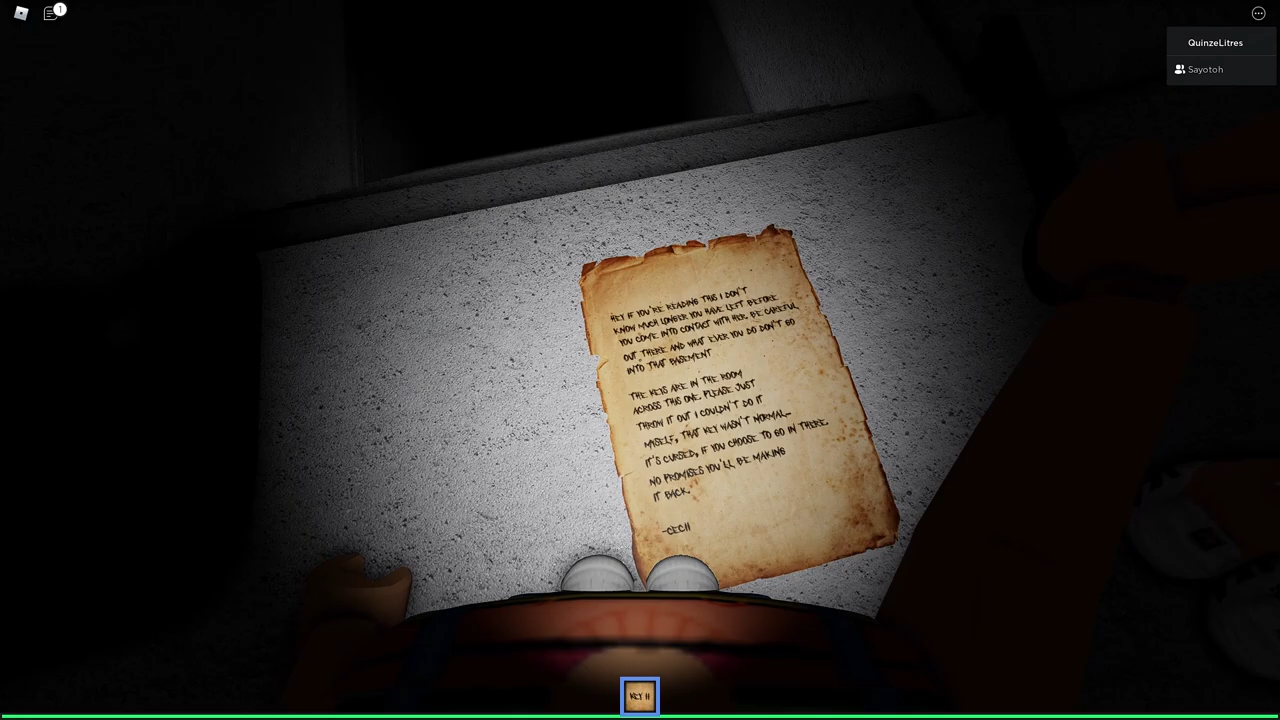 1
QuinzeLitres
Sayotoh
HEY IF YOU'RE READING THIS I DON'T
KNOW MUCH LONGER YOU HAVE LEFT BEFORE
YOU COME INTO CONTACT WITH HER. BE CAREFUL
OUT THERE AND WHAT EVER YOU DO DON'T GO
INTO THAT BASEMENT
THE KEYS ARE IN THE ROOM
ACROSS THIS ONE. PLEASE JUST
THROW IT OUT I COULDN'T DO IT
MYSELF, THAT KEY WASN'T NORMAL-
IT'S CURSED, IF YOU CHOOSE TO GO IN THERE.
NO PROMISES YOU'LL BE MAKING
IT BACK.
KEY